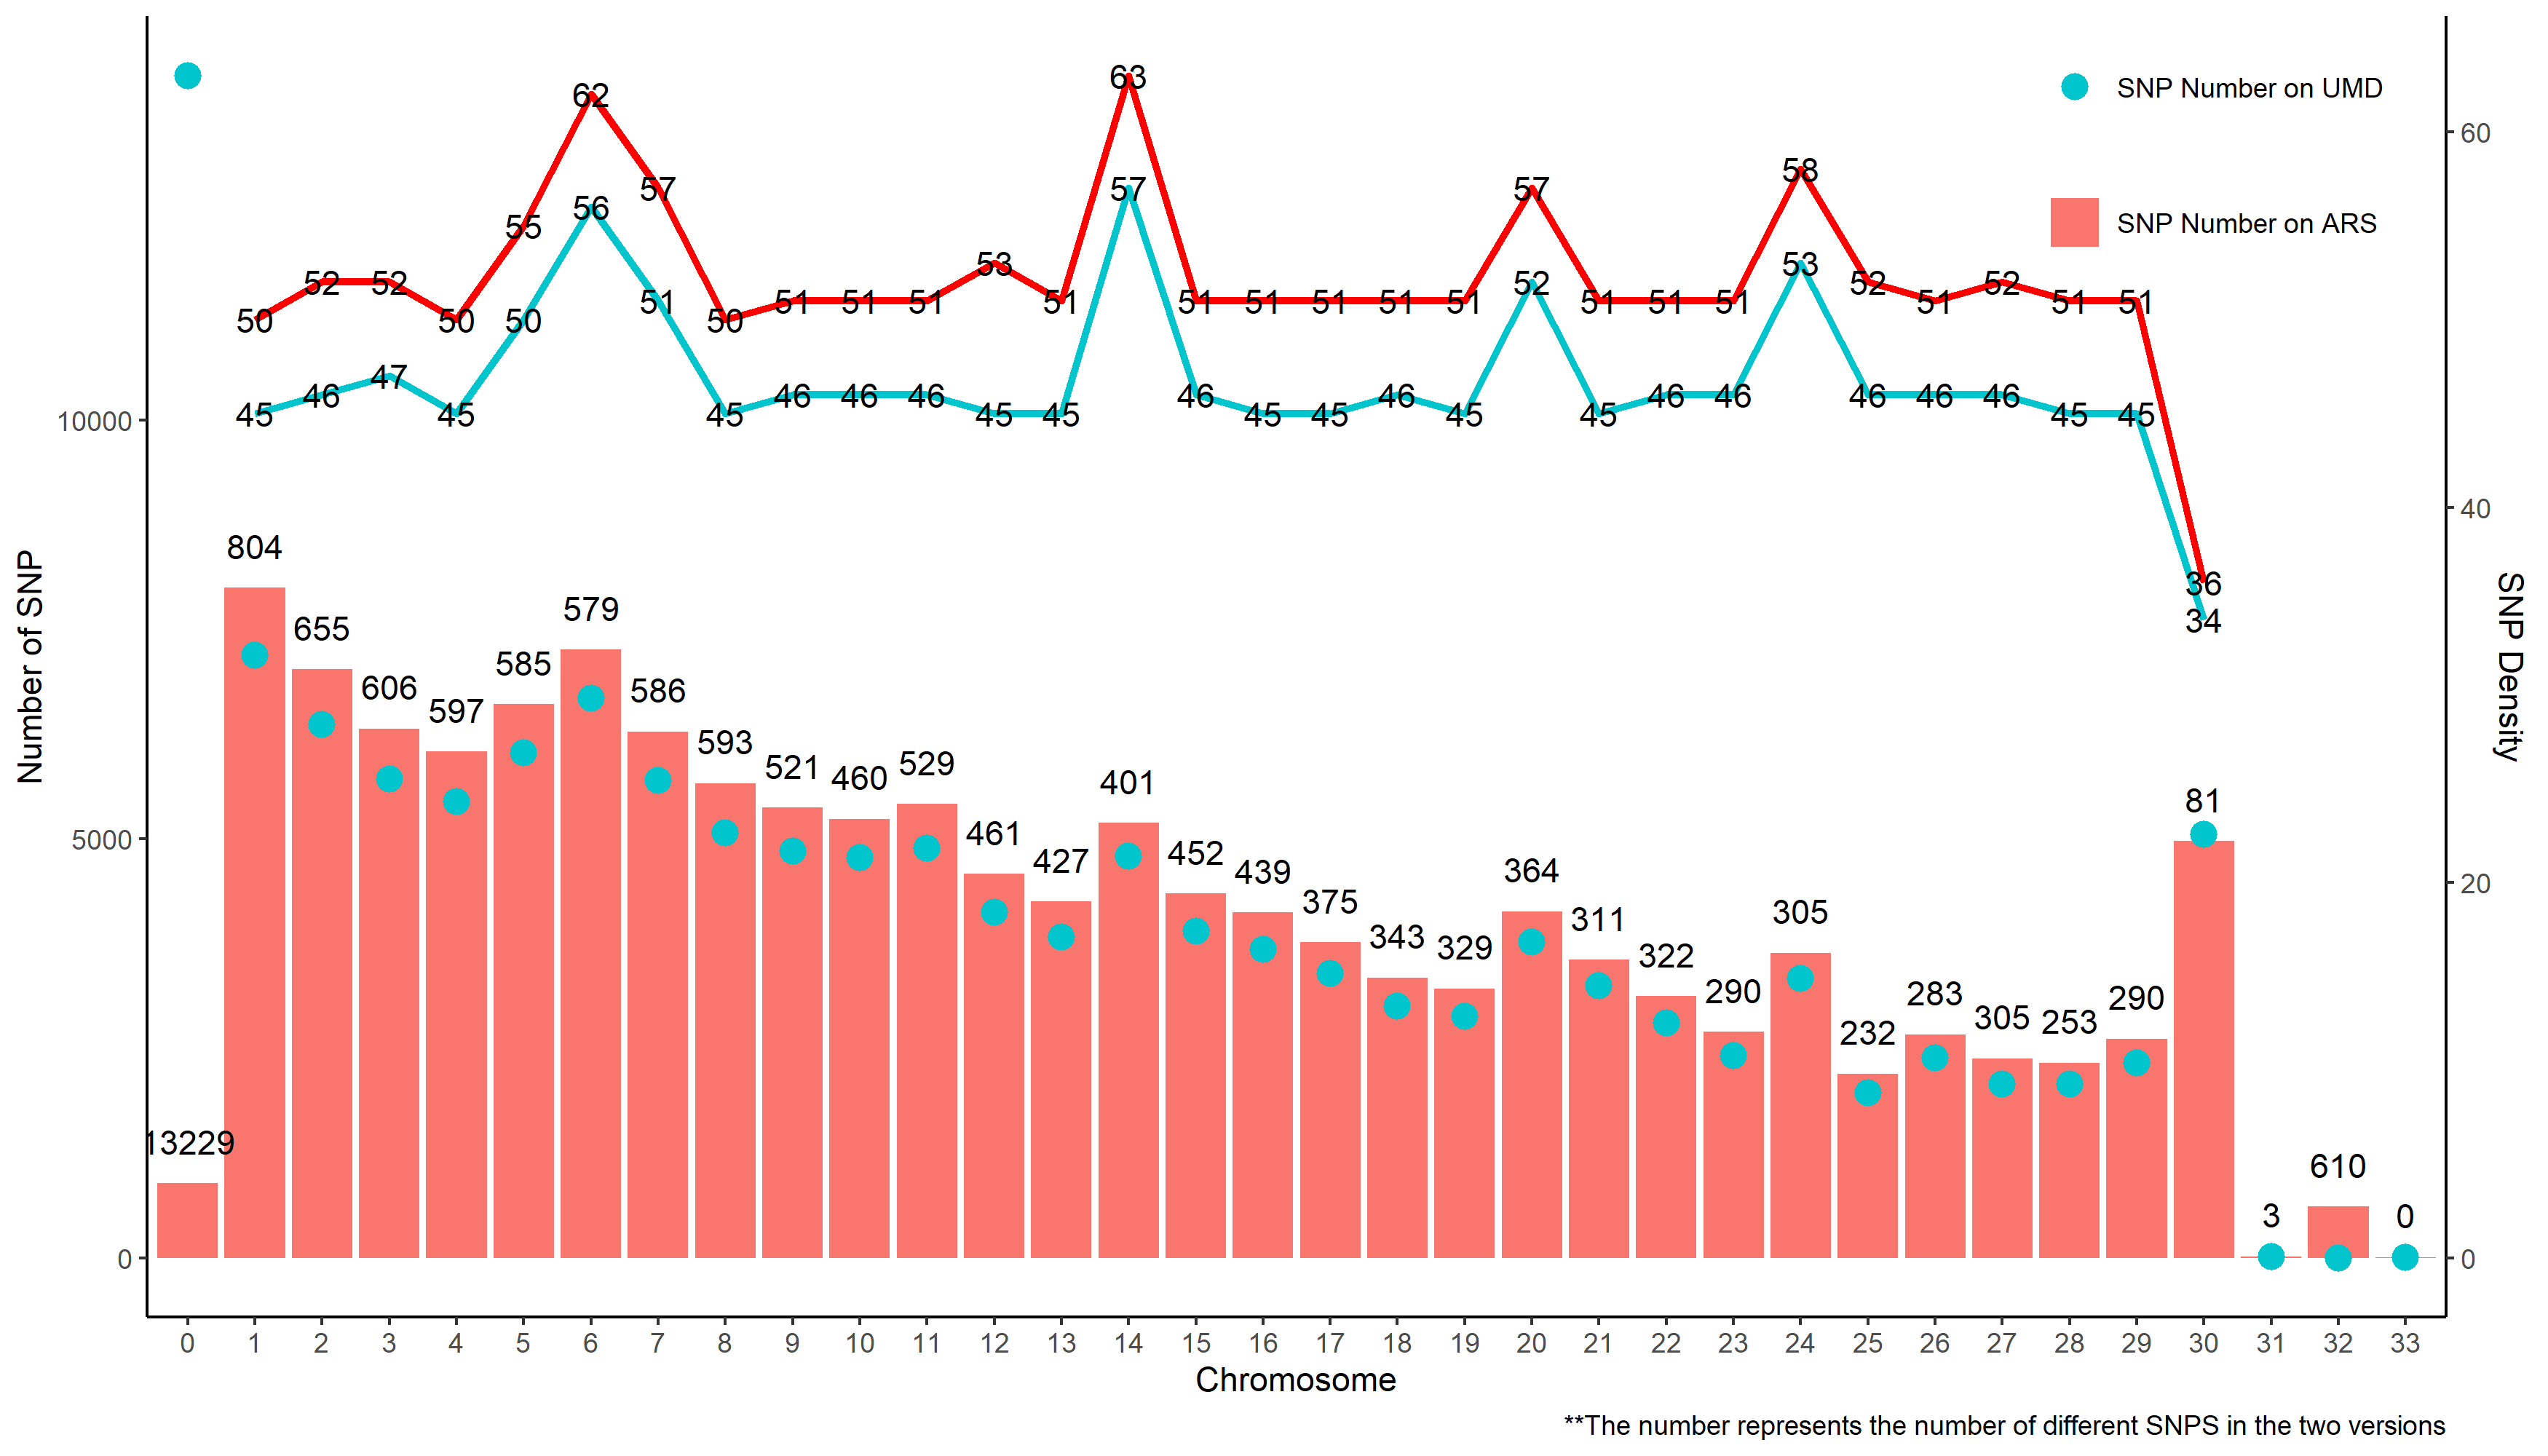 SNP Number on UMD
SNP Number on ARS
60
40
20
0
SNP Density
10000
5000
0
Number of SNP
50 52 52 50 55 62 57 50 51 51 51 53 51 63 51 51 51 51 51 57 51 51 51 58 52 51 52 51 51 36
45 46 47 45 50 56 51 45 46 46 46 45 45 57 46 45 45 46 45 52 45 46 46 53 46 46 46 45 45 34
13229 804 655 606 597 585 579 586 593 521 460 529 461 427 401 452 439 375 343 329 364 311 322 290 305 232 283 305 253 290 81 3 610 0
0 1 2 3 4 5 6 7 8 9 10 11 12 13 14 15 16 17 18 19 20 21 22 23 24 25 26 27 28 29 30 31 32 33
Chromosome
**The number represents the number of different SNPS in the two versions